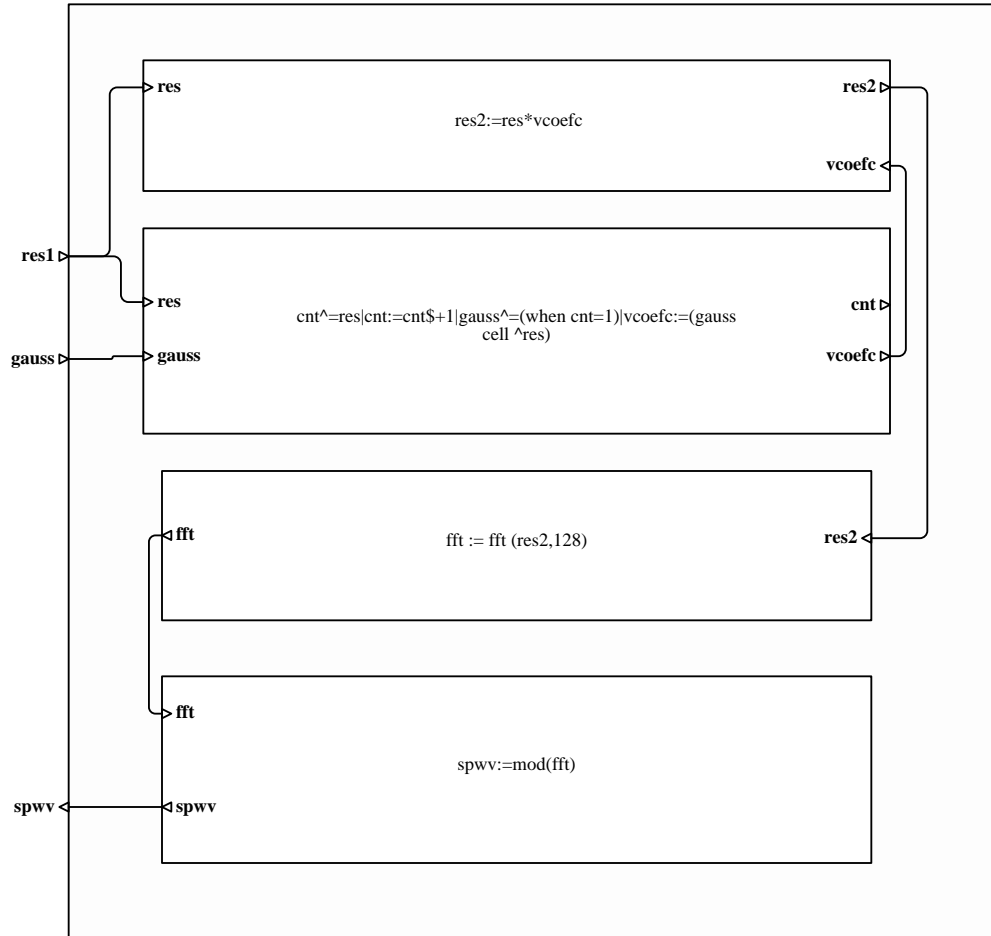 res
res2
res2:=res*vcoefc
vcoefc
res1
res
cnt
cnt^=res|cnt:=cnt$+1|gauss^=(when cnt=1)|vcoefc:=(gauss
cell ^res)
gauss
gauss
vcoefc
fft
fft := fft (res2,128)
res2
fft
spwv:=mod(fft)
spwv
spwv